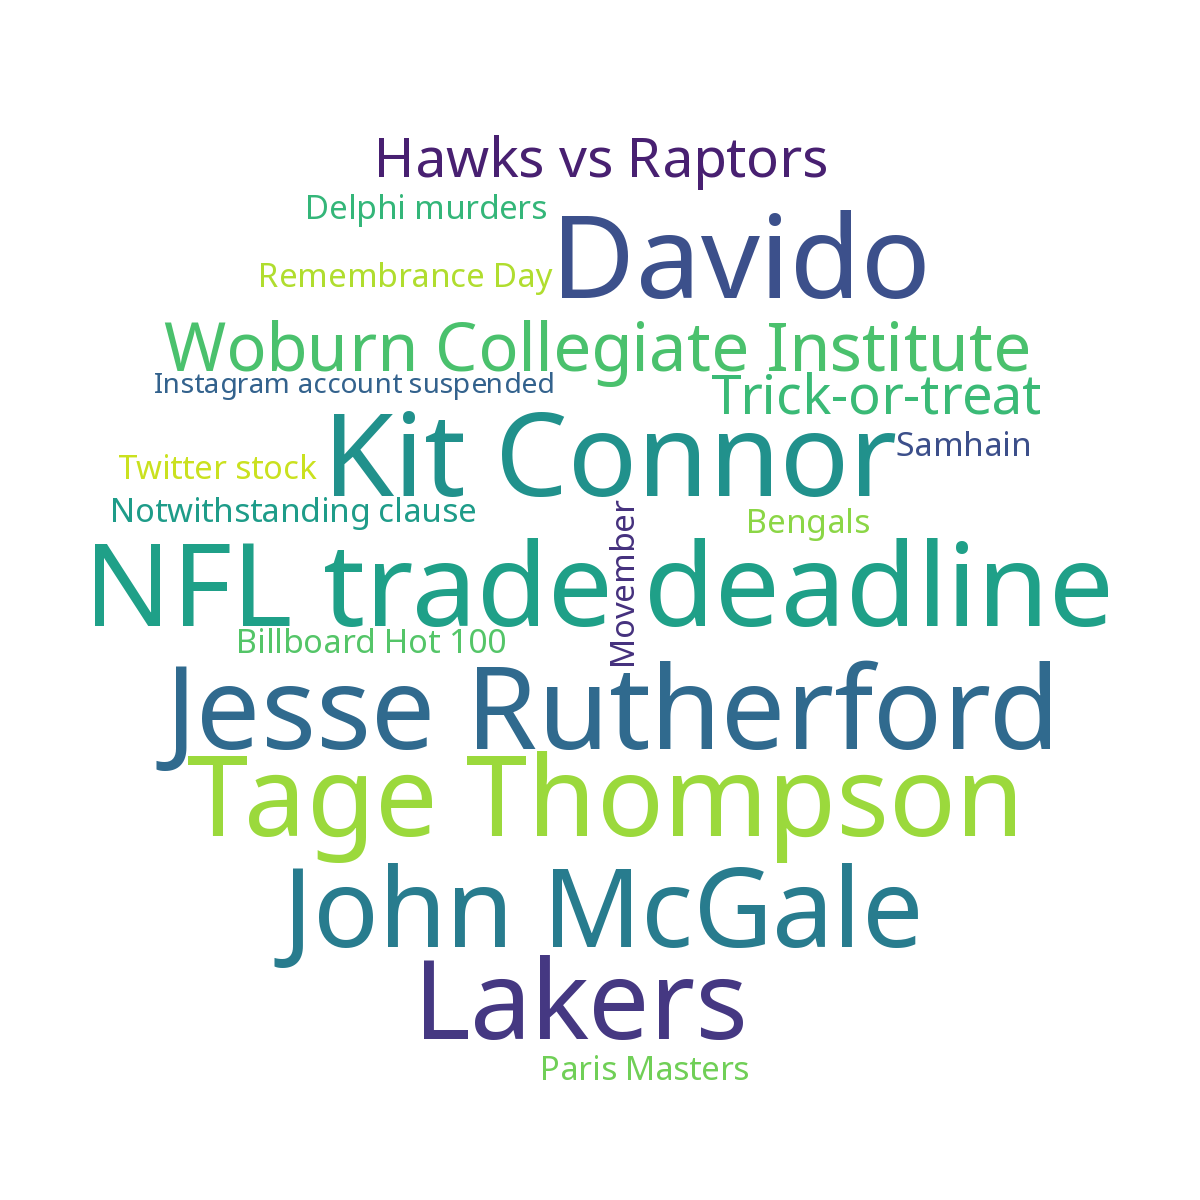 Hawks vs Raptors
Delphi murders
Davido
Remembrance Day
Woburn Collegiate Institute
Instagram account suspended
Trick-or-treat
Kit Connor
Samhain
Twitter stock
Notwithstanding clause
Bengals
Movember
NFL trade deadline
Billboard Hot 100
Jesse Rutherford
Tage Thompson
John McGale
Lakers
Paris Masters